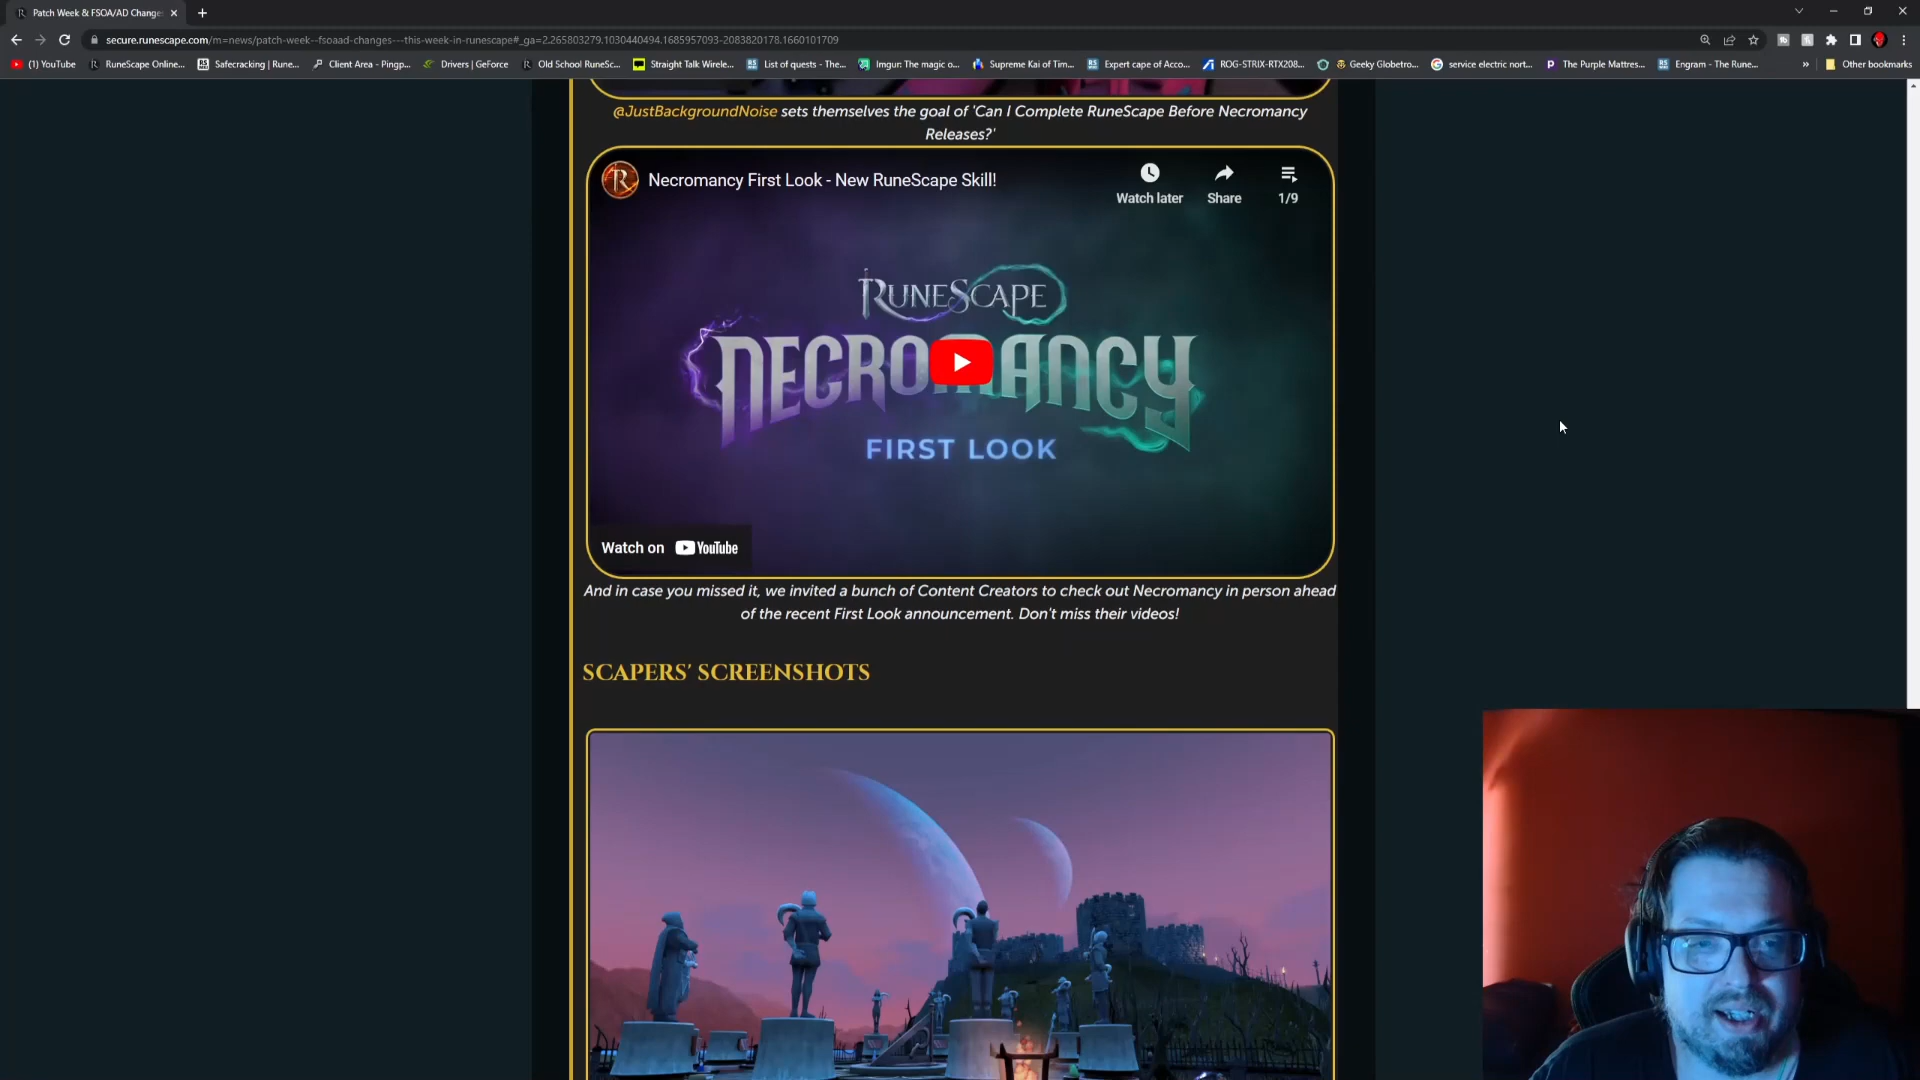 Patch Week & FSOA/AD Change
secure.runescape.com/m=news/patch-week--fsoaad-changes---this-week-in-runescape#_ga=2.265803279.1030440494.1685957093-2083820178.1660101709
(1) YouTube
RuneScape Online...
Safecracking | Rune...
Client Area - Pingp...
Drivers | GeForce
Old School RuneSc...
Straight Talk Wirele...
List of quests - The...
Imgur: The magic o...
Supreme Kai of Tim...
Expert cape of Acco...
ROG-STRIX-RTX208...
Geeky Globetro...
service electric nort...
The Purple Mattres...
Engram - The Rune...
»
Other bookmarks
@JustBackgroundNoise sets themselves the goal of 'Can I Complete RuneScape Before Necromancy
Releases?'
Necromancy First Look - New RuneScape Skill!
Watch later
Share
1/9
RUNESCAPE
NECROMANCY
FIRST LOOK
Watch on YouTube
And in case you missed it, we invited a bunch of Content Creators to check out Necromancy in person ahead
of the recent First Look announcement. Don't miss their videos!
SCAPERS' SCREENSHOTS